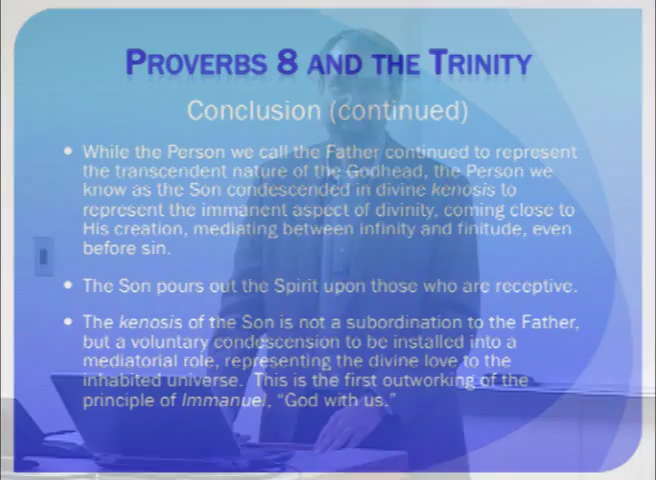 PROVERBS 8 AND THE TRINITY
Conclusion (continued)
• While the Person we call the Father continued to represent
the transcendent nature of the Godhead, the Person we
know as the Son condescended in divine kenosis to
represent the immanent aspect of divinity, coming close to
His creation, mediating between infinity and finitude, even
before sin.
• The Son pours out the Spirit upon those who are receptive.
• The kenosis of the Son is not a subordination to the Father,
but a voluntary condescension to be installed into a
mediatorial role, representing the divine love to the
inhabited universe. This is the first outworking of the
principle of Immanuel, “God with us.”